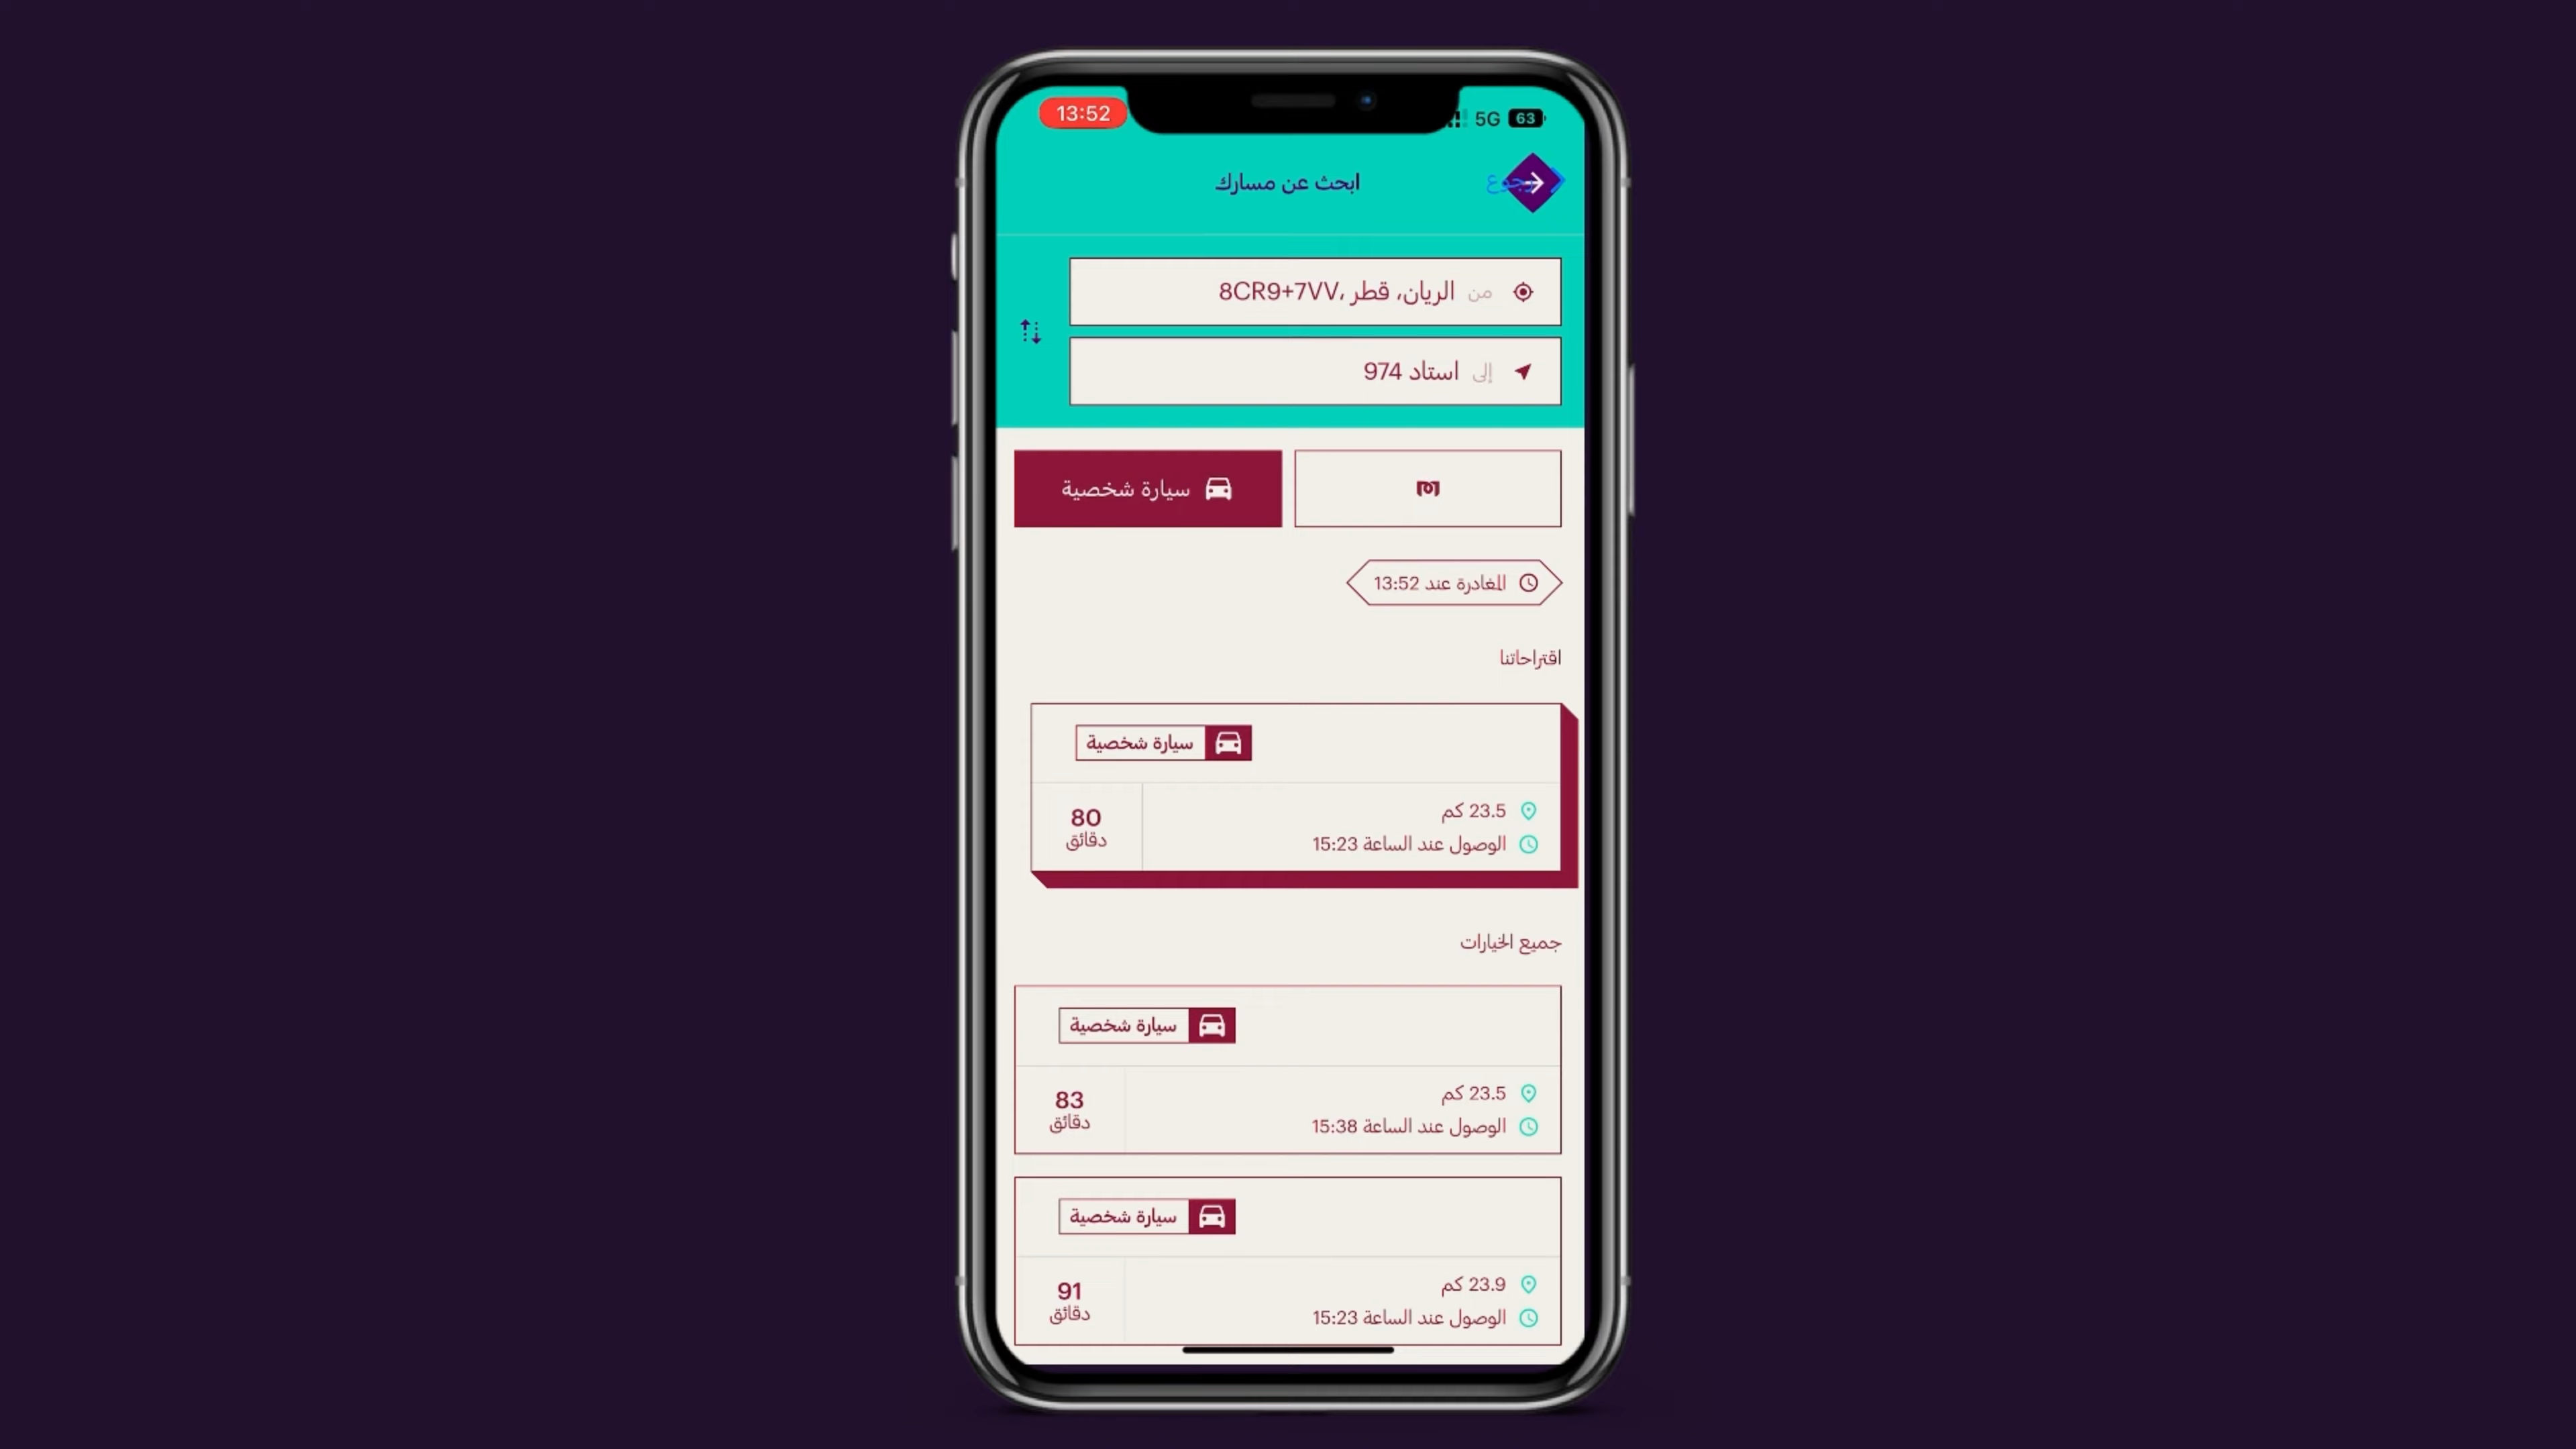 13:52
5G 63
ابحث عن مسارك
رجوع
من الريان، قطر ،8CR9+7VV
إلى استاد 974
سيارة شخصية
المغادرة عند 13:52
اقتراحاتنا
سيارة شخصية
23.5 كم
الوصول عند الساعة 15:23
80
دقائق
جميع الخيارات
سيارة شخصية
23.5 كم
الوصول عند الساعة 15:38
83
دقائق
سيارة شخصية
23.9 كم
الوصول عند الساعة 15:23
91
دقائق